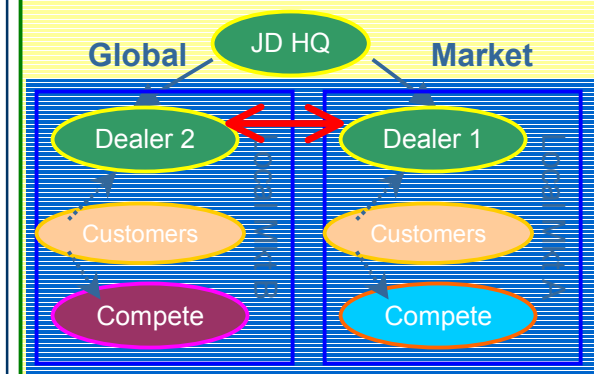 JD HQ
Global Market
Dealer 2 Dealer 1
Customers Customers
Compete Compete